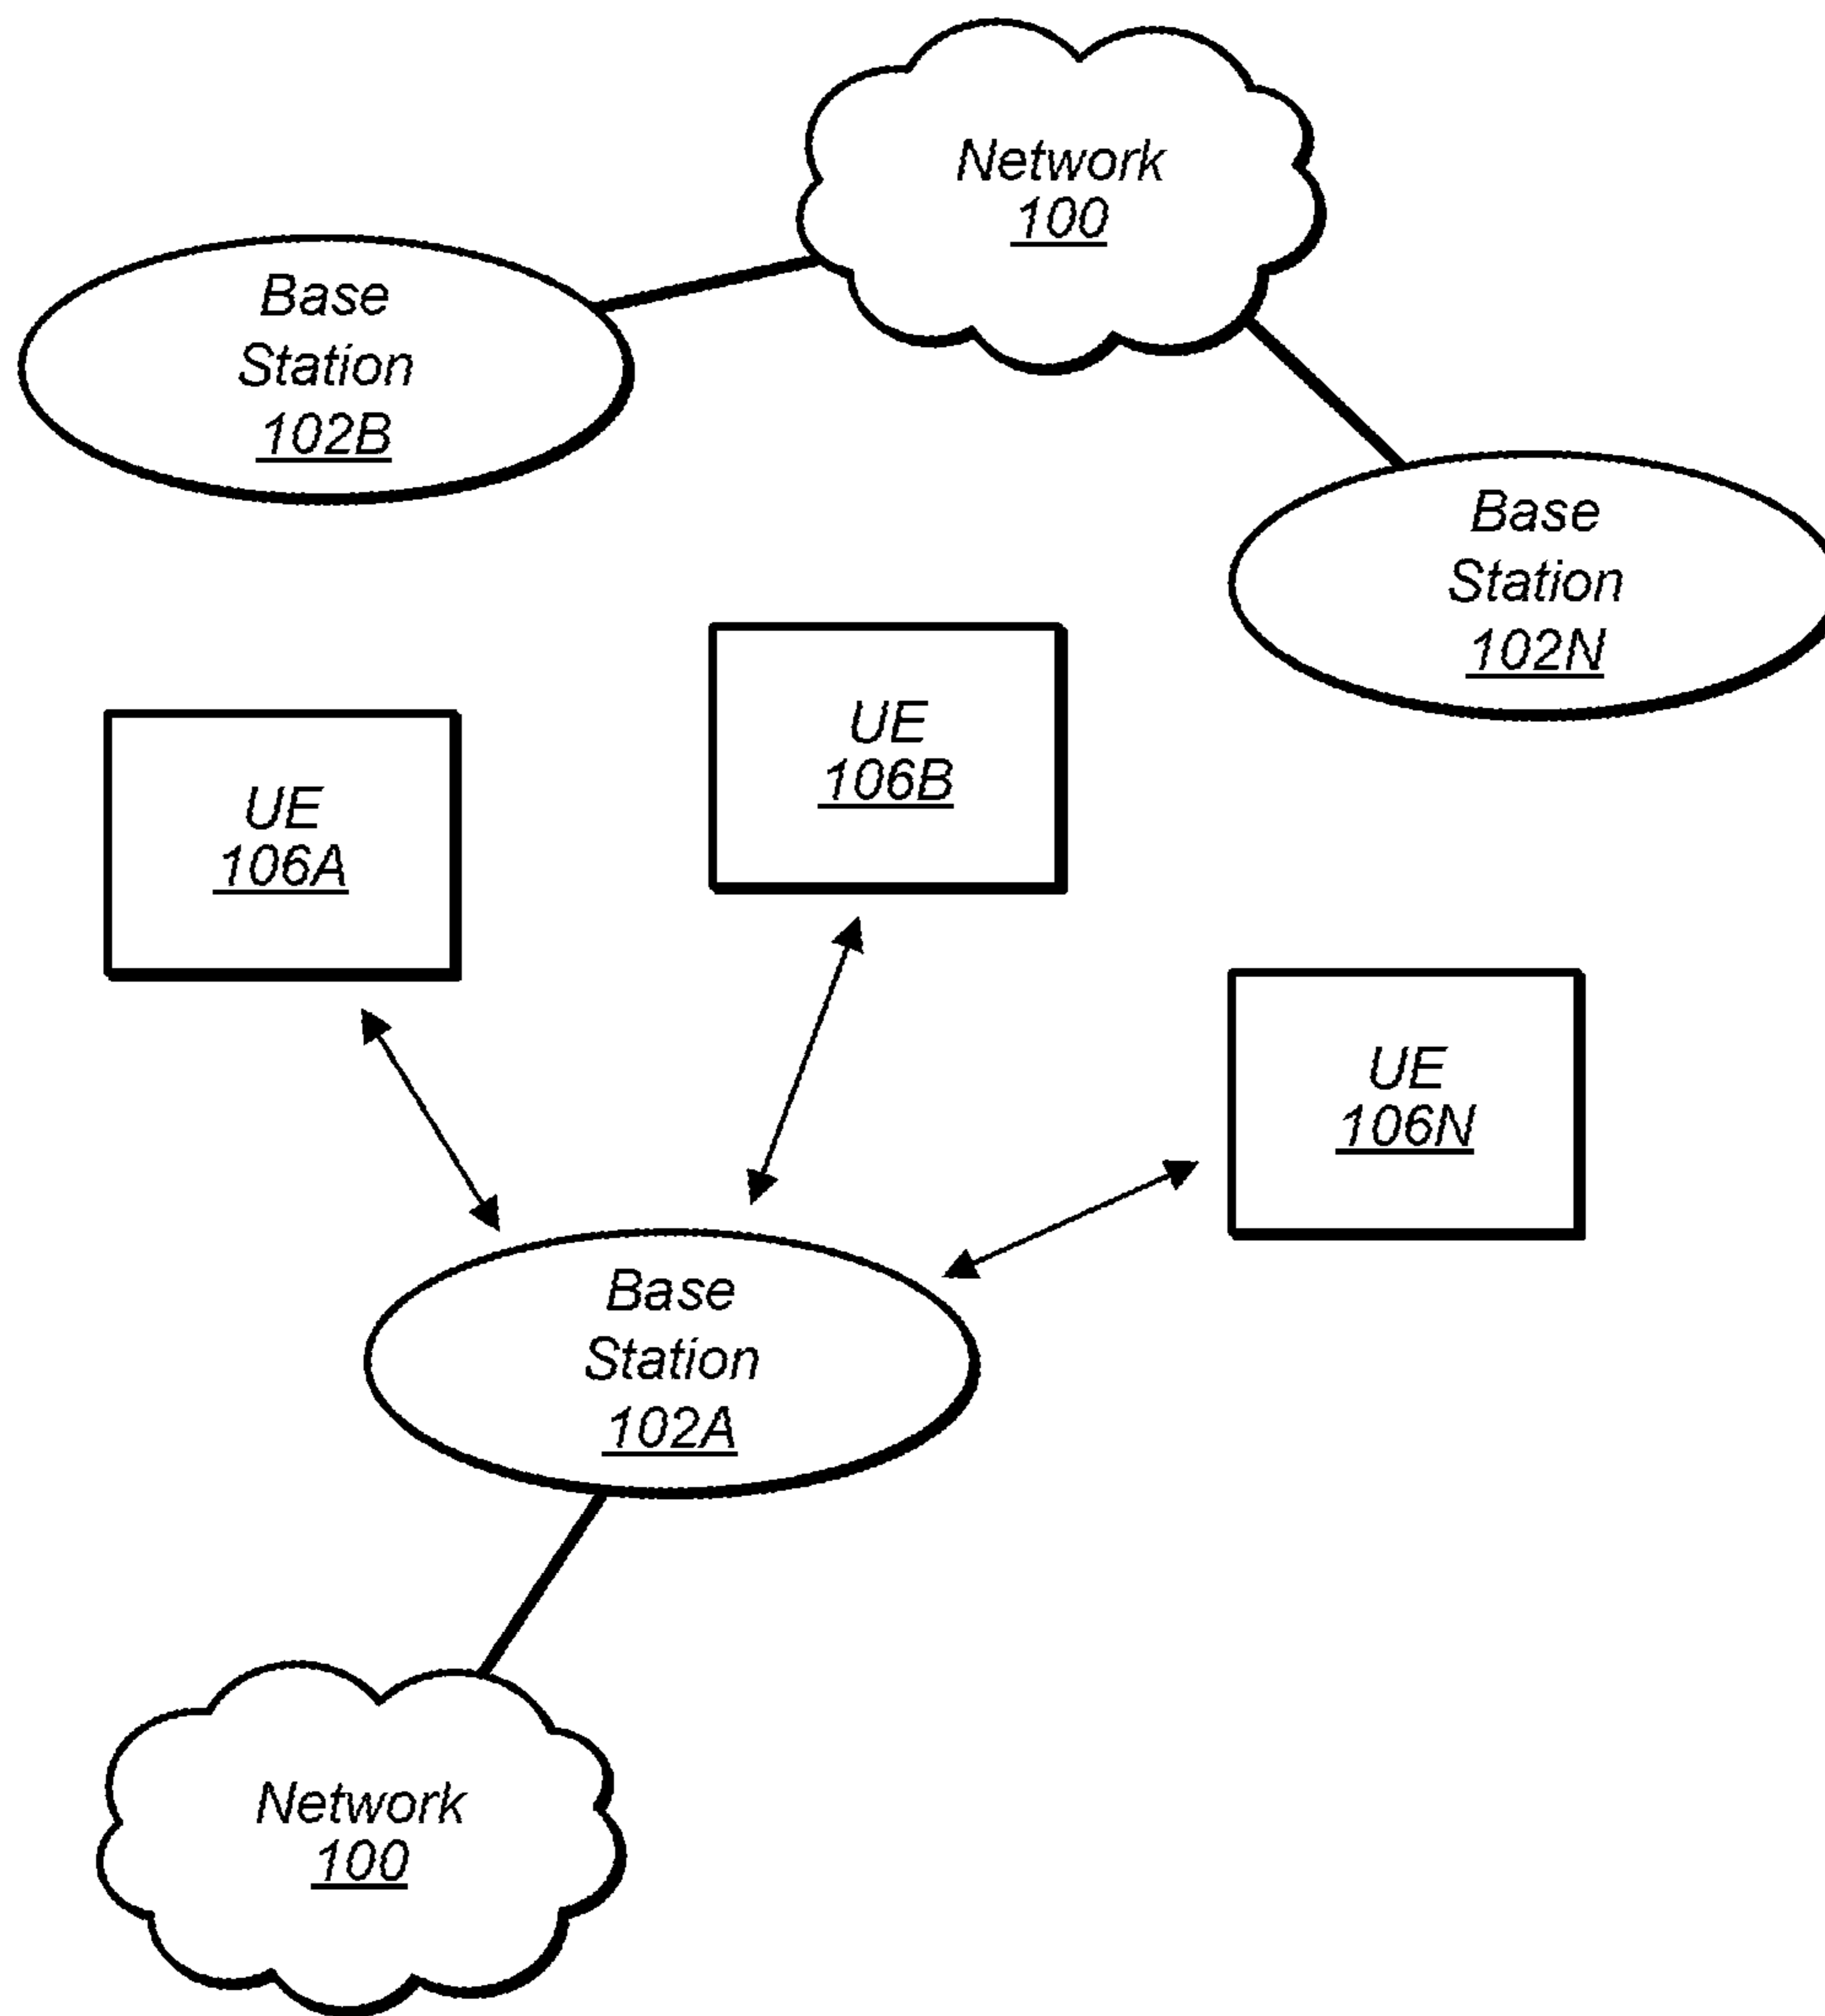 Network
100
Base
Station
102B
Base
Station
102N
UE
106B
UE
106A
UE
106N
Base
Station
102A
Network
100